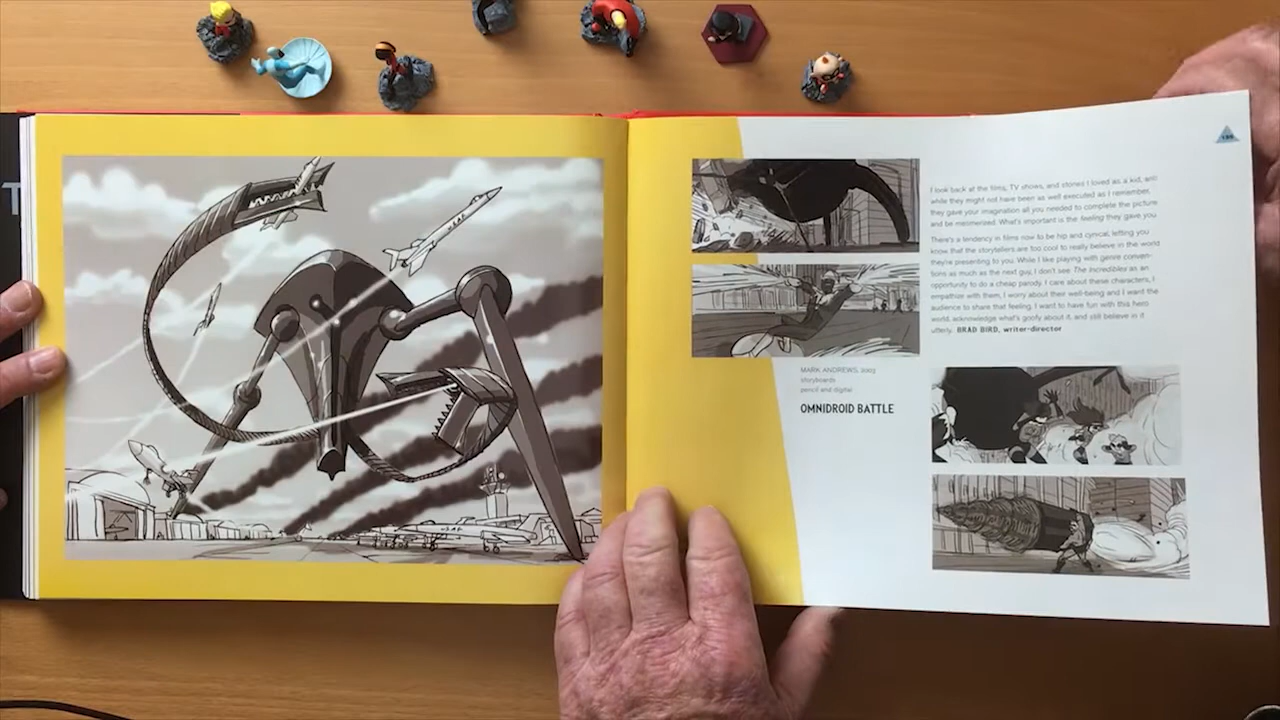 T
U.S.A.F.
I look back at the films, TV shows, and stories I loved as a kid, and
while they might not have been as well executed as I remember,
they gave your imagination all you needed to complete the picture
and be mesmerized. What's important is the feeling they gave you.
There's a tendency in films now to be hip and cynical, letting you
know that the storytellers are too cool to really believe in the world
they're presenting to you. While I like playing with genre conven-
tions as much as the next guy, I don't see The Incredibles as an
opportunity to do a cheap parody. I care about these characters, I
empathize with them, I worry about their well-being and I want the
audience to share that feeling. I want to have fun with this hero
world, acknowledge what's goofy about it, and still believe in it
utterly. BRAD BIRD, writer-director
MARK ANDREWS, 2003
storyboards
pencil and digital
OMNIDROID BATTLE